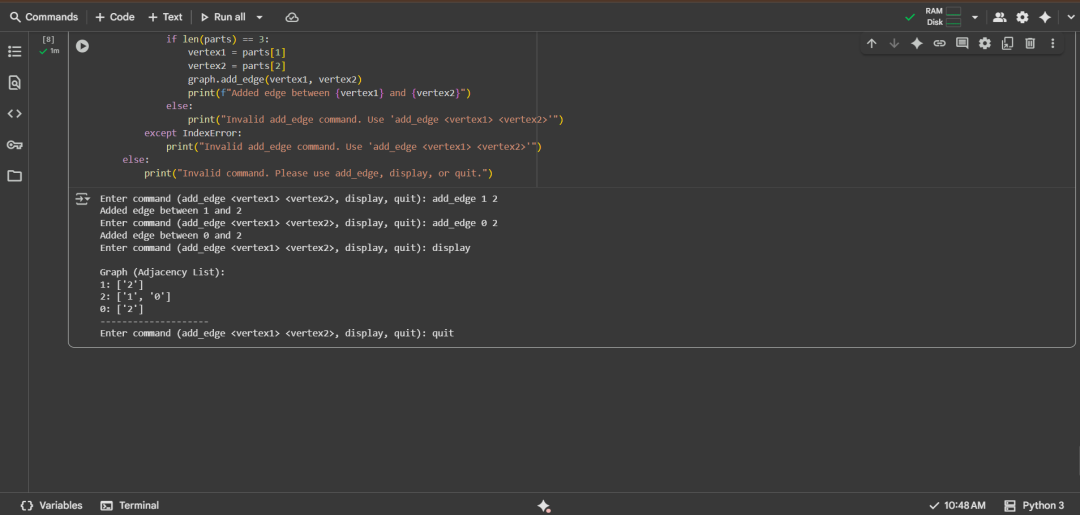 Commands + Code + Text Run all
RAM
Disk
[8]
1m
if len(parts) == 3:
vertex1 = parts[1]
vertex2 = parts[2]
graph.add_edge(vertex1, vertex2)
print(f"Added edge between {vertex1} and {vertex2}")
else:
print("Invalid add_edge command. Use 'add_edge <vertex1> <vertex2>'")
except IndexError:
print("Invalid add_edge command. Use 'add_edge <vertex1> <vertex2>'")
else:
print("Invalid command. Please use add_edge, display, or quit.")
Enter command (add_edge <vertex1> <vertex2>, display, quit): add_edge 1 2
Added edge between 1 and 2
Enter command (add_edge <vertex1> <vertex2>, display, quit): add_edge 0 2
Added edge between 0 and 2
Enter command (add_edge <vertex1> <vertex2>, display, quit): display
Graph (Adjacency List):
1: ['2']
2: ['1', '0']
0: ['2']
--------------------
Enter command (add_edge <vertex1> <vertex2>, display, quit): quit
Variables Terminal 10:48 AM Python 3